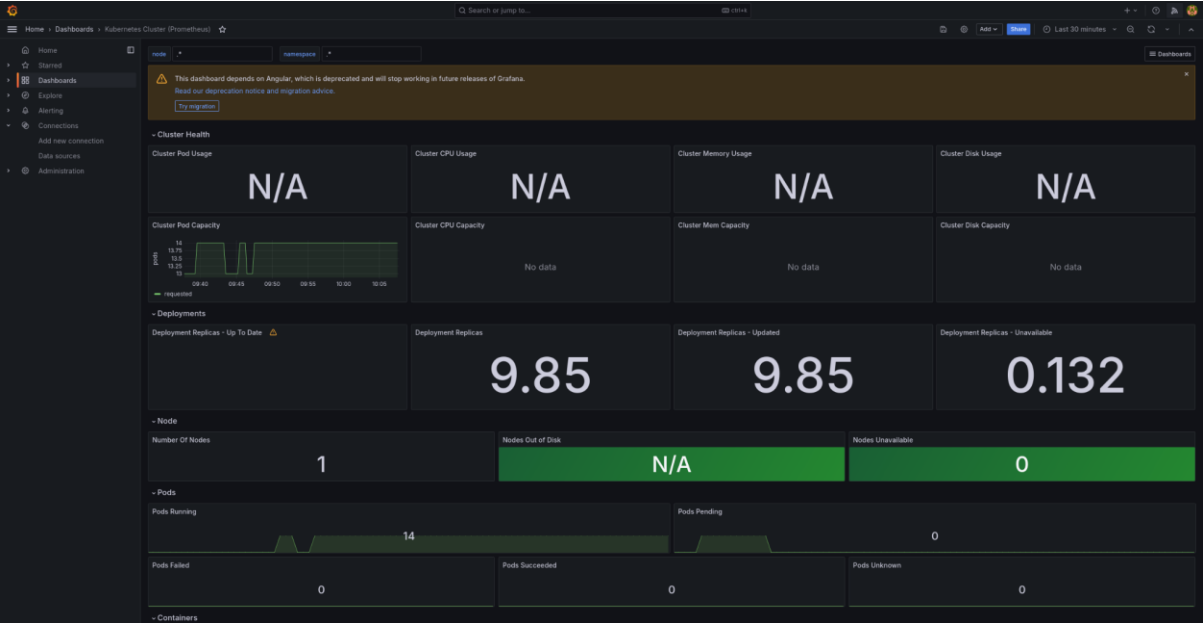 Search or jump to...
ctrl+k
Home › Dashboards › Kubernetes Cluster (Prometheus)
Add
Share
Last 30 minutes
Home
Starred
Dashboards
Explore
Alerting
Connections
Add new connection
Data sources
Administration
node .*
namespace .*
Dashboards
This dashboard depends on Angular, which is deprecated and will stop working in future releases of Grafana.
Read our deprecation notice and migration advice.
Try migration
Cluster Health
Cluster Pod Usage
N/A
Cluster CPU Usage
N/A
Cluster Memory Usage
N/A
Cluster Disk Usage
N/A
Cluster Pod Capacity
pods
14
13.75
13.5
13.25
13
09:40 09:45 09:50 09:55 10:00 10:05
requested
Cluster CPU Capacity
No data
Cluster Mem Capacity
No data
Cluster Disk Capacity
No data
Deployments
Deployment Replicas - Up To Date
Deployment Replicas
9.85
Deployment Replicas - Updated
9.85
Deployment Replicas - Unavailable
0.132
Node
Number Of Nodes
1
Nodes Out of Disk
N/A
Nodes Unavailable
0
Pods
Pods Running
14
Pods Pending
0
Pods Failed
0
Pods Succeeded
0
Pods Unknown
0
Containers